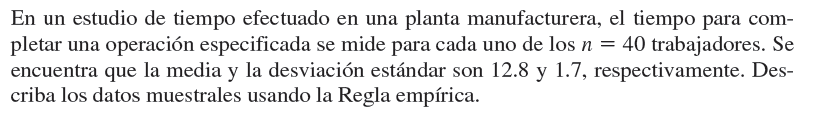 En un estudio de tiempo efectuado en una planta manufacturera, el tiempo para com-
pletar una operación especificada se mide para cada uno de los n = 40 trabajadores. Se
encuentra que la media y la desviación estándar son 12.8 y 1.7, respectivamente. Des-
criba los datos muestrales usando la Regla empírica.